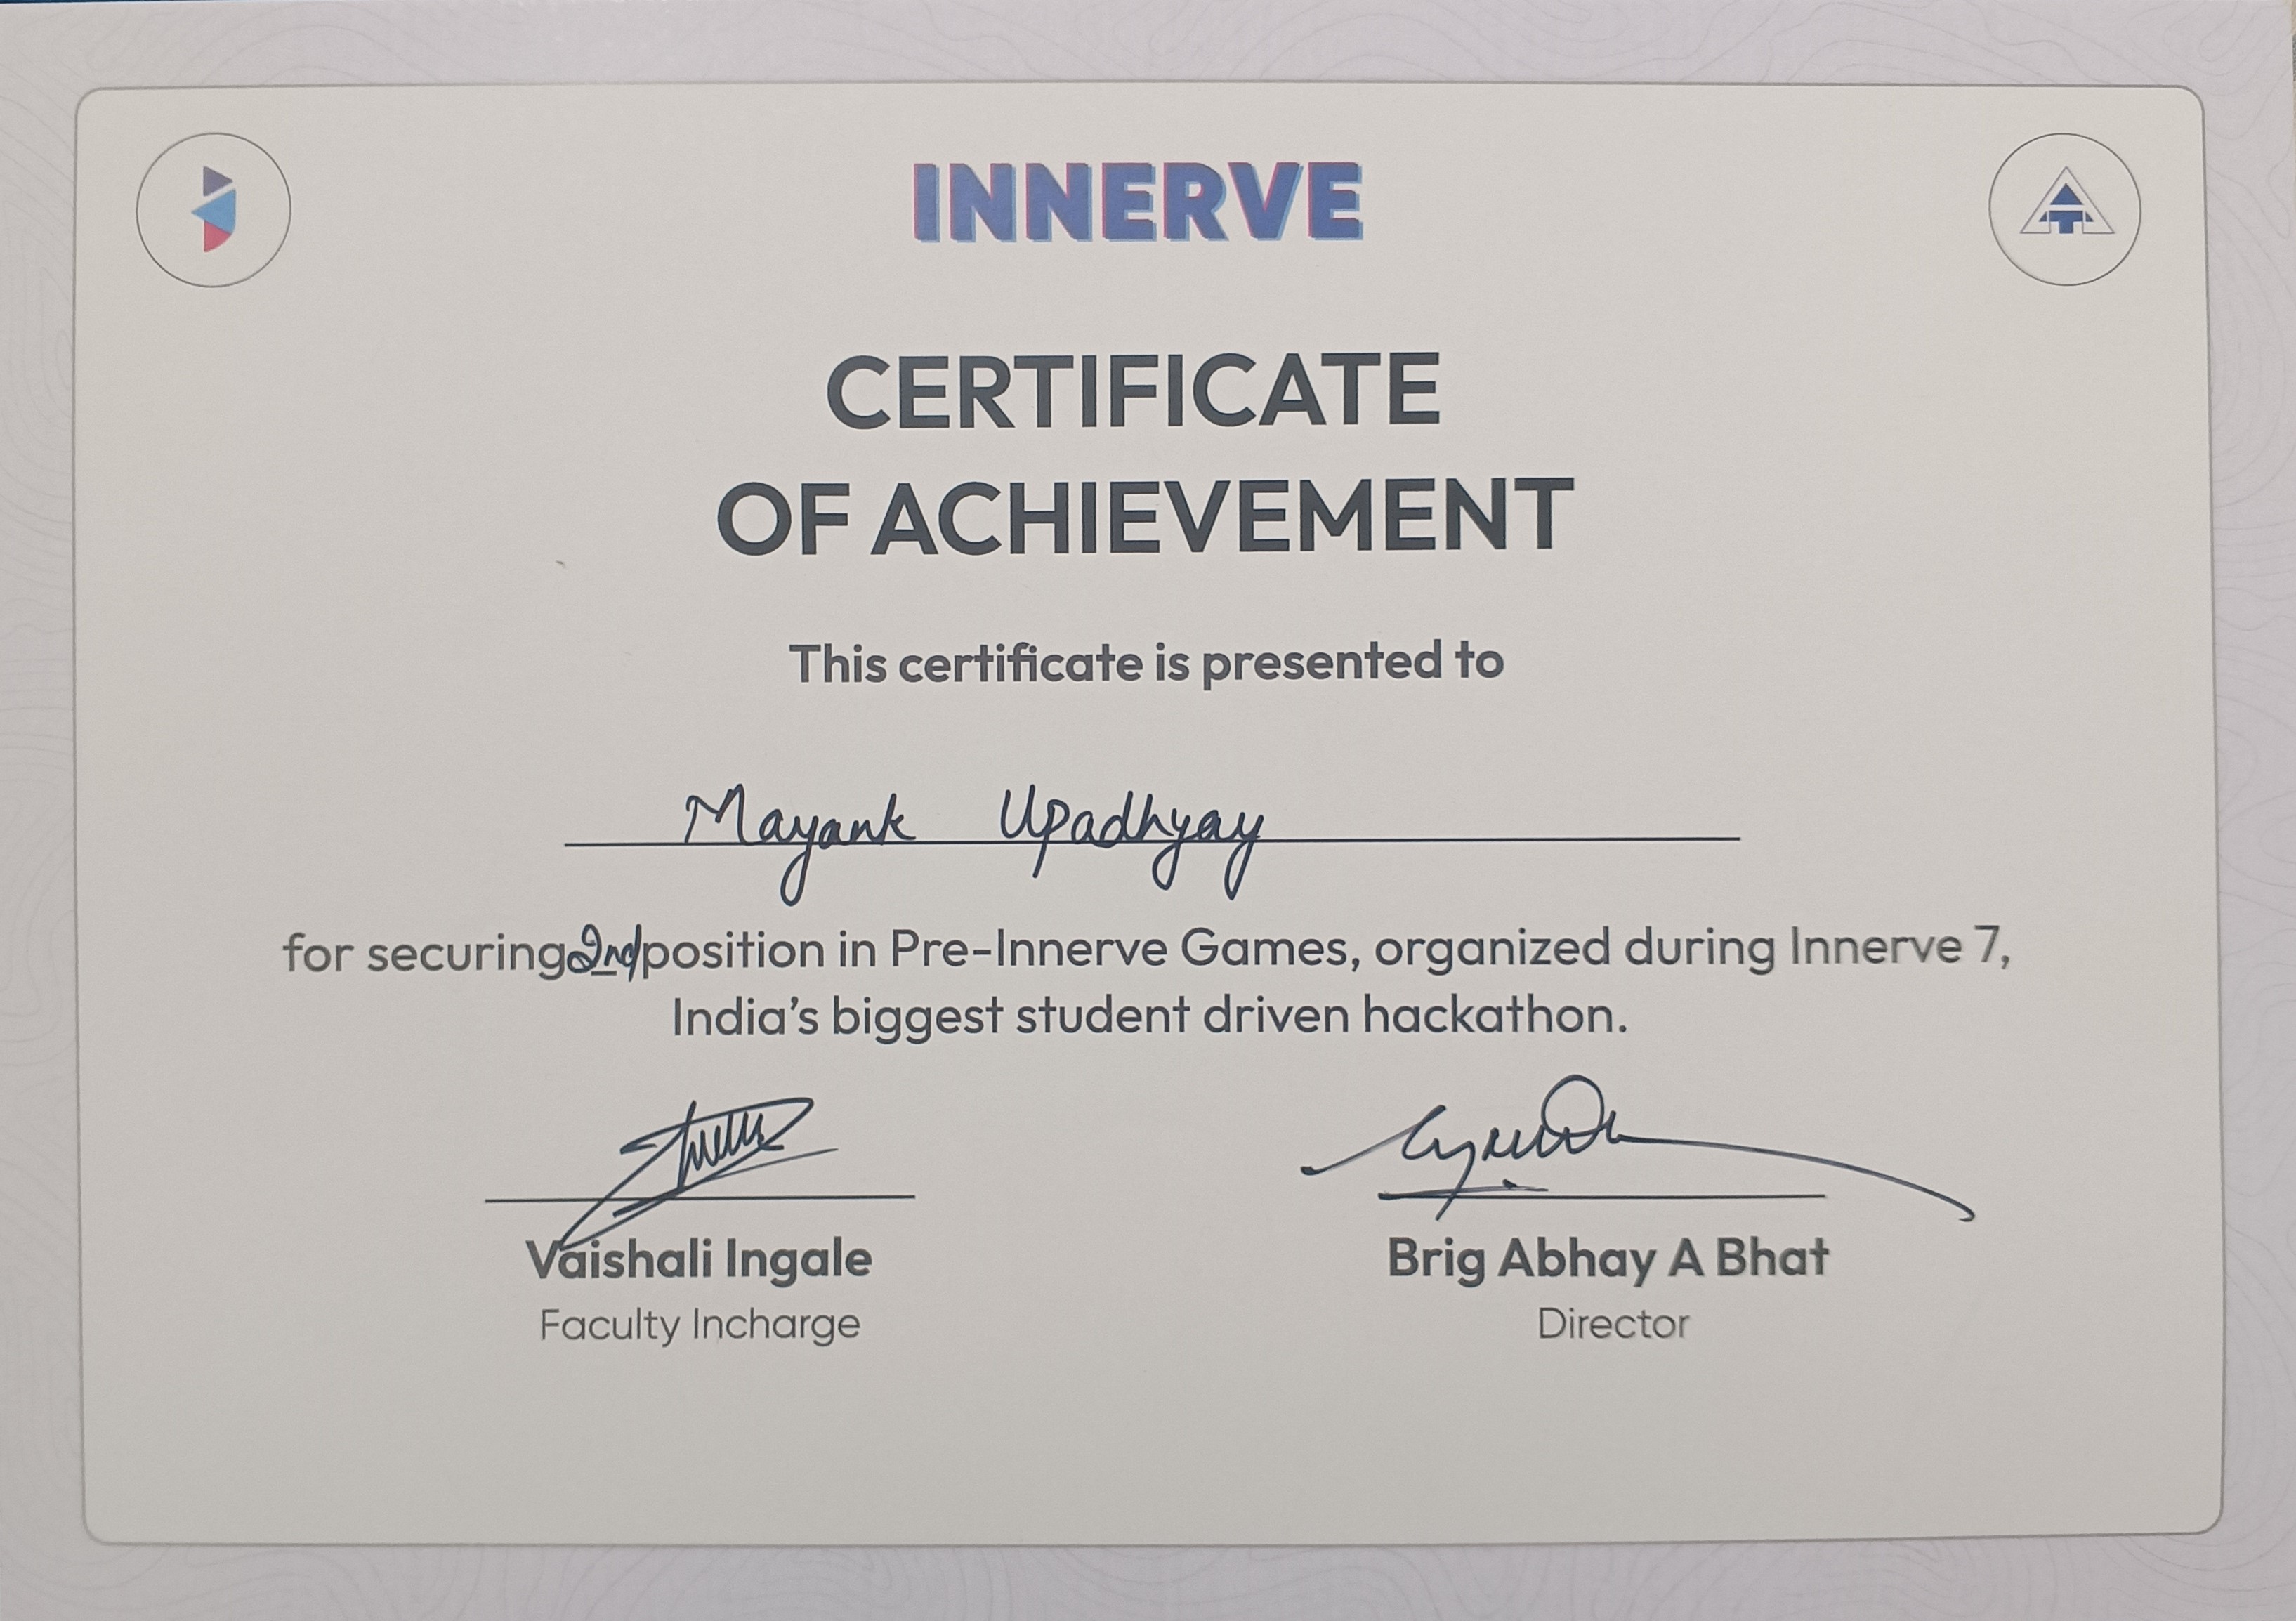 INNERVE
CERTIFICATE
OF ACHIEVEMENT
This certificate is presented to
Mayank Upadhyay
for securing 2nd position in Pre-Innerve Games, organized during Innerve 7,
India's biggest student driven hackathon.
Vaishali Ingale
Faculty Incharge
Brig Abhay A Bhat
Director